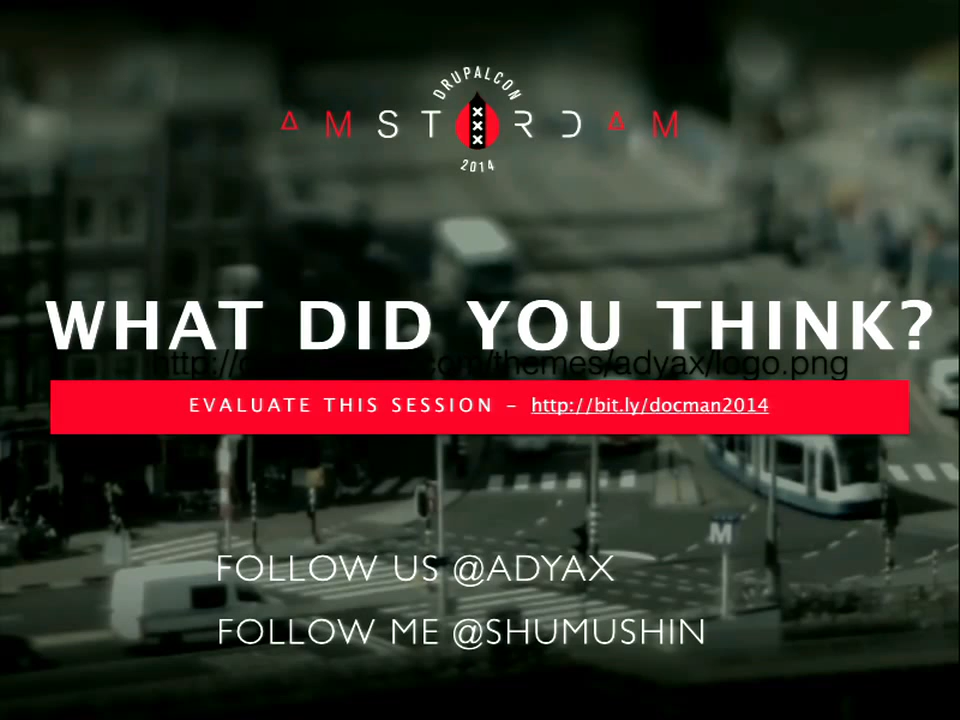 DRUPALCON
AMSTERDAM
2014
WHAT DID YOU THINK?
.com/themes/adyax/logo.png
EVALUATE THIS SESSION – http://bit.ly/docman2014
M
FOLLOW US @ADYAX
FOLLOW ME @SHUMUSHIN